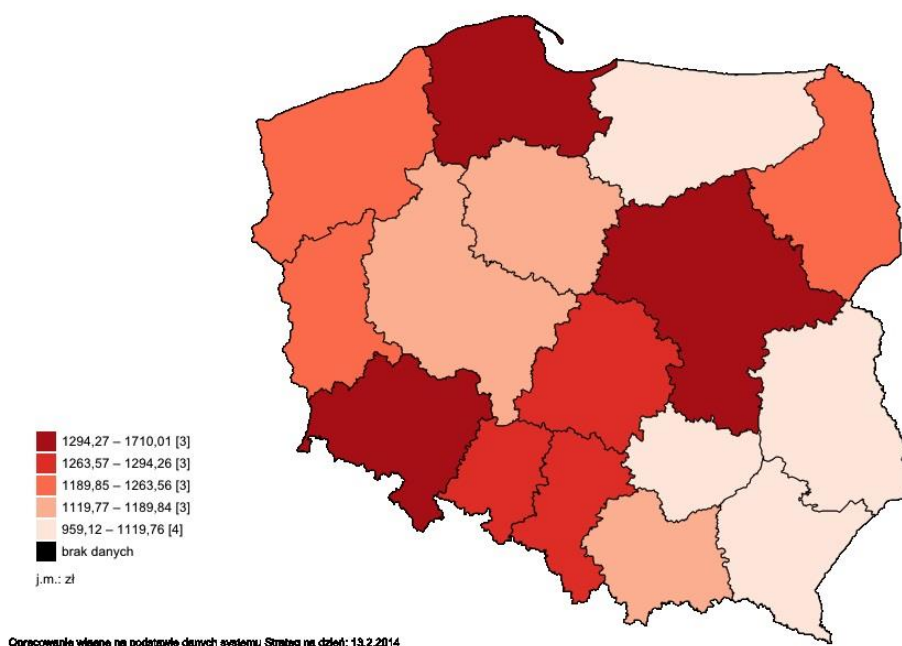 1294,27 – 1710,01 [3]
1263,57 – 1294,26 [3]
1189,85 – 1263,56 [3]
1119,77 – 1189,84 [3]
959,12 – 1119,76 [4]
brak danych
j.m.: zł
Opracowanie własne na podstawie danych systemu Strateg na dzień: 13.2.2014